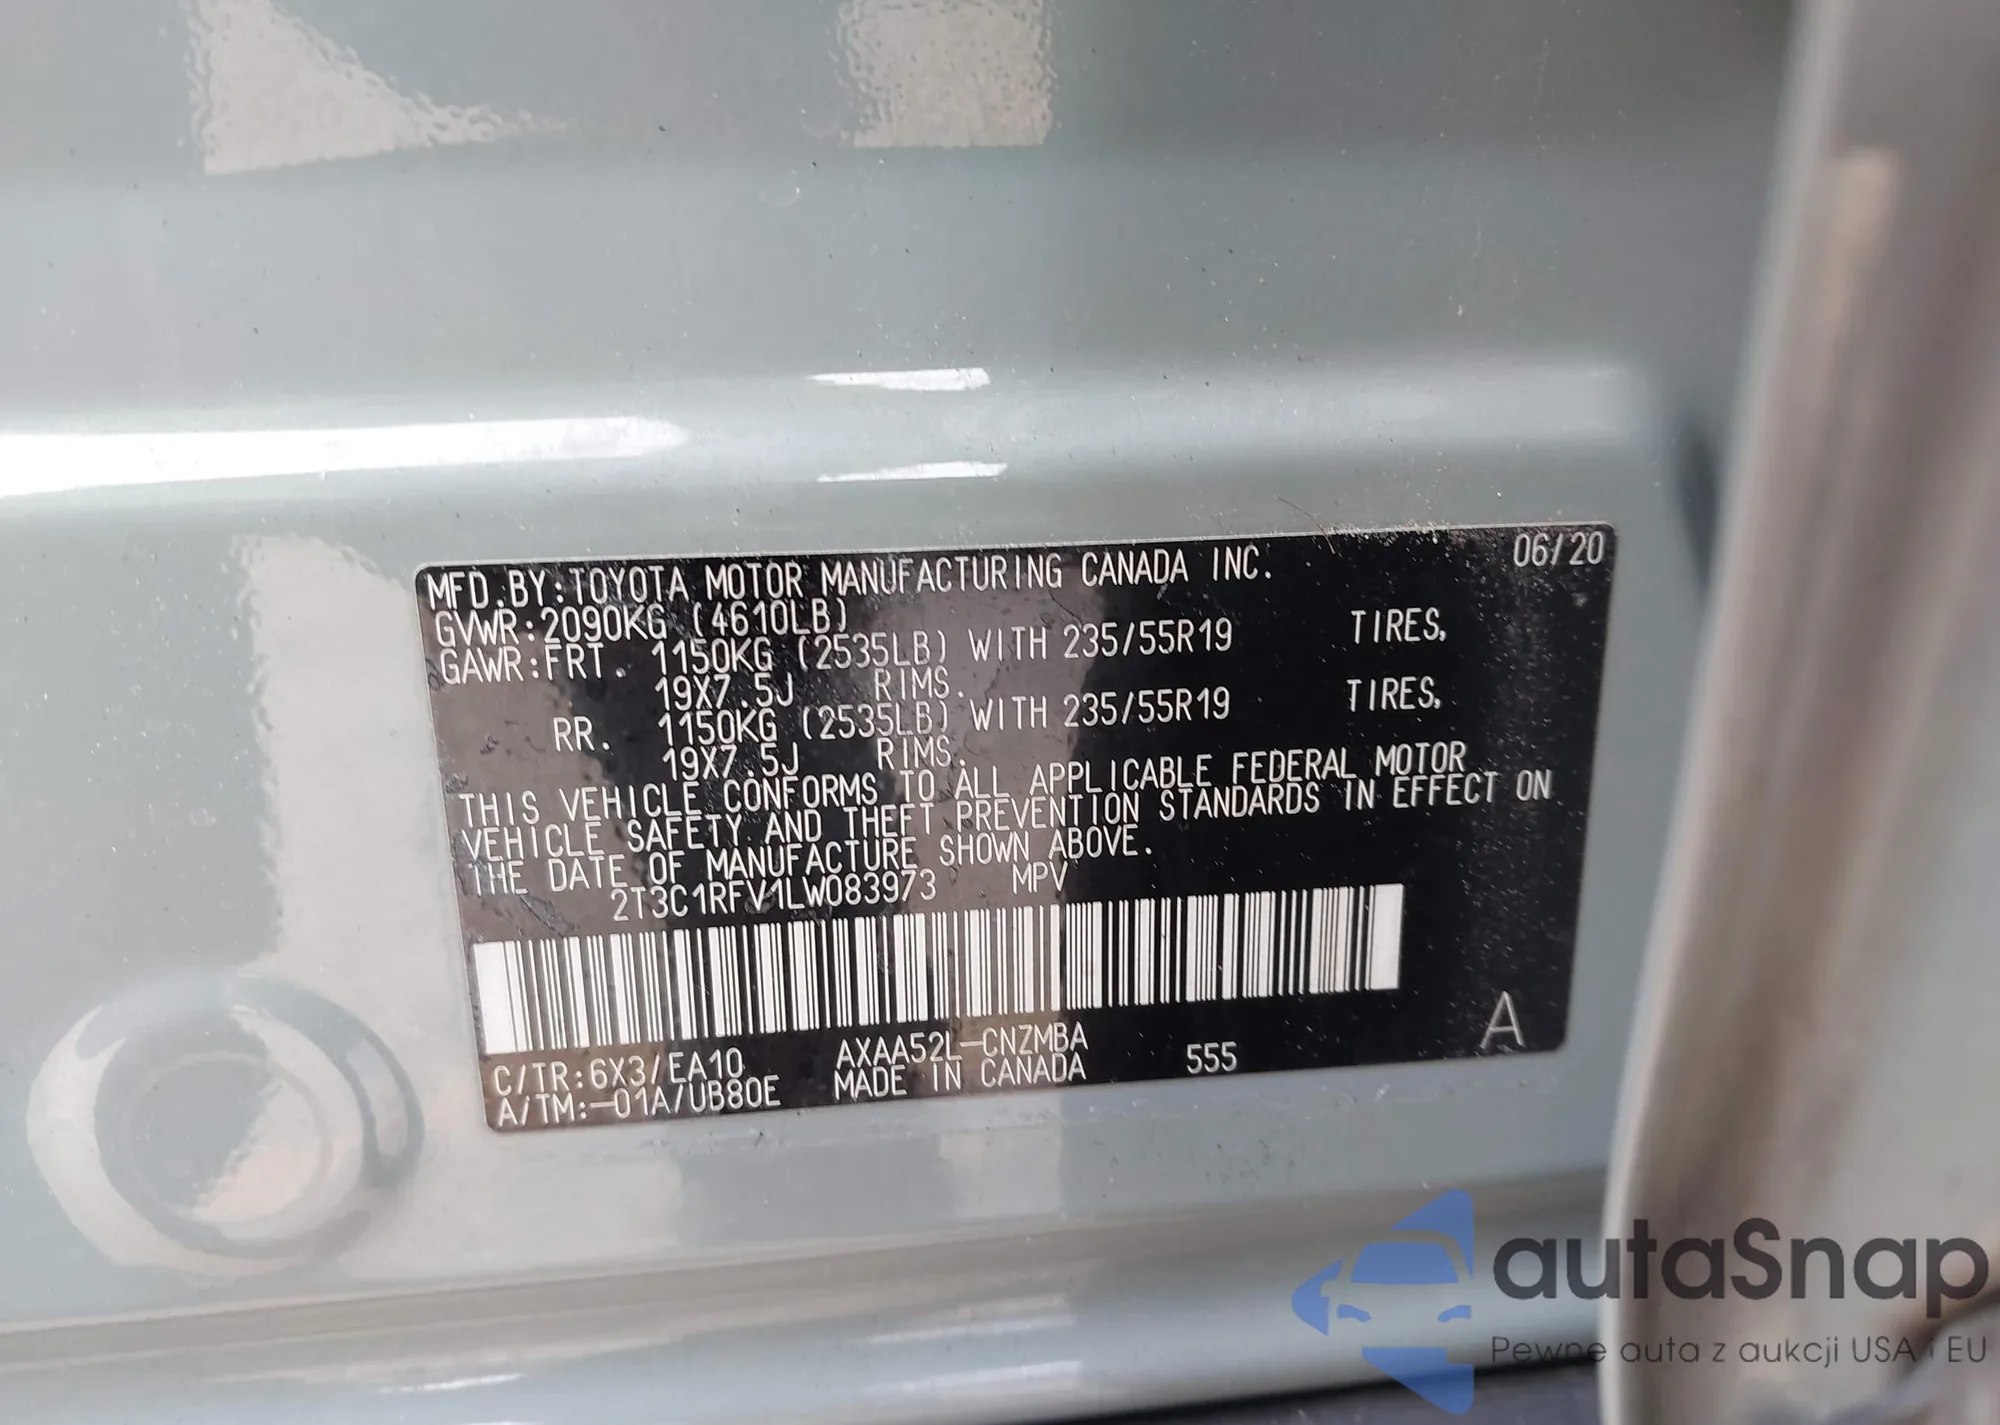 MFD.BY:TOYOTA MOTOR MANUFACTURING CANADA INC. 06/20
GVWR:2090KG (4610LB)
GAWR:FRT. 1150KG (2535LB) WITH 235/55R19 TIRES,
19X7.5J RIMS.
RR. 1150KG (2535LB) WITH 235/55R19 TIRES,
19X7.5J RIMS.
THIS VEHICLE CONFORMS TO ALL APPLICABLE FEDERAL MOTOR
VEHICLE SAFETY AND THEFT PREVENTION STANDARDS IN EFFECT ON
THE DATE OF MANUFACTURE SHOWN ABOVE.
2T3C1RFV1LW083973 MPV
C/TR:6X3/EA10 AXAA52L-CNZMBA 555 A
A/TM:-01A/UB80E MADE IN CANADA
autaSnap
Pewne auta z aukcji USA i EU